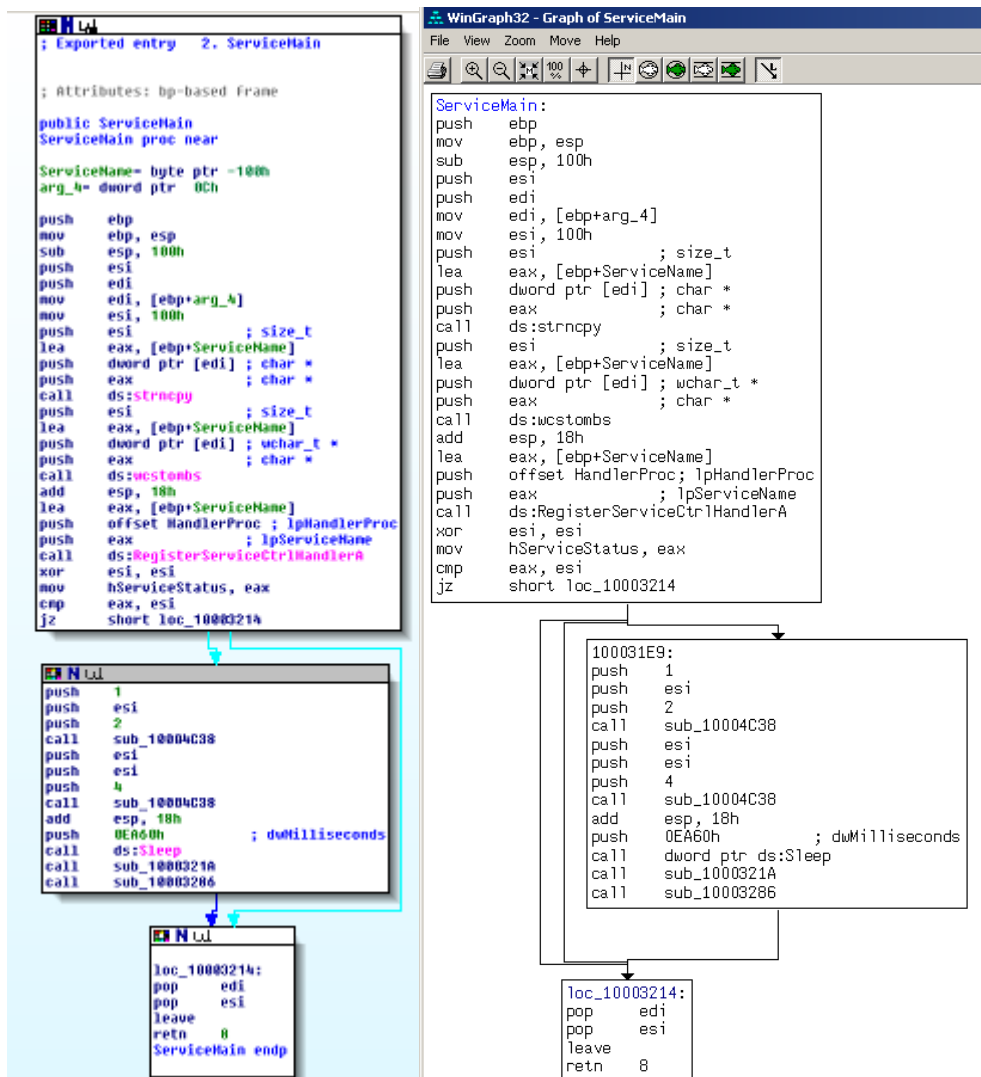 ; Exported entry   2. ServiceMain
; Attributes: bp-based frame
public ServiceMain
ServiceMain proc near
ServiceName= byte ptr -100h
arg_4= dword ptr  0Ch
push    ebp
mov     ebp, esp
sub     esp, 100h
push    esi
push    edi
mov     edi, [ebp+arg_4]
mov     esi, 100h
push    esi             ; size_t
lea     eax, [ebp+ServiceName]
push    dword ptr [edi] ; char *
push    eax             ; char *
call    ds:strncpy
push    esi             ; size_t
lea     eax, [ebp+ServiceName]
push    dword ptr [edi] ; wchar_t *
push    eax             ; char *
call    ds:wcstombs
add     esp, 18h
lea     eax, [ebp+ServiceName]
push    offset HandlerProc ; lpHandlerProc
push    eax             ; lpServiceName
call    ds:RegisterServiceCtrlHandlerA
xor     esi, esi
mov     hServiceStatus, eax
cmp     eax, esi
jz      short loc_10003214
push    1
push    esi
push    2
call    sub_10004C38
push    esi
push    esi
push    4
call    sub_10004C38
add     esp, 18h
push    0EA60h          ; dwMilliseconds
call    ds:Sleep
call    sub_1000321A
call    sub_10003286
loc_10003214:
pop     edi
pop     esi
leave
retn    8
ServiceMain endp
WinGraph32 - Graph of ServiceMain
File View Zoom Move Help
100 %
N
ServiceMain:
push    ebp
mov     ebp, esp
sub     esp, 100h
push    esi
push    edi
mov     edi, [ebp+arg_4]
mov     esi, 100h
push    esi             ; size_t
lea     eax, [ebp+ServiceName]
push    dword ptr [edi] ; char *
push    eax             ; char *
call    ds:strncpy
push    esi             ; size_t
lea     eax, [ebp+ServiceName]
push    dword ptr [edi] ; wchar_t *
push    eax             ; char *
call    ds:wcstombs
add     esp, 18h
lea     eax, [ebp+ServiceName]
push    offset HandlerProc; lpHandlerProc
push    eax             ; lpServiceName
call    ds:RegisterServiceCtrlHandlerA
xor     esi, esi
mov     hServiceStatus, eax
cmp     eax, esi
jz      short loc_10003214
100031E9:
push    1
push    esi
push    2
call    sub_10004C38
push    esi
push    esi
push    4
call    sub_10004C38
add     esp, 18h
push    0EA60h          ; dwMilliseconds
call    dword ptr ds:Sleep
call    sub_1000321A
call    sub_10003286
loc_10003214:
pop     edi
pop     esi
leave
retn    8